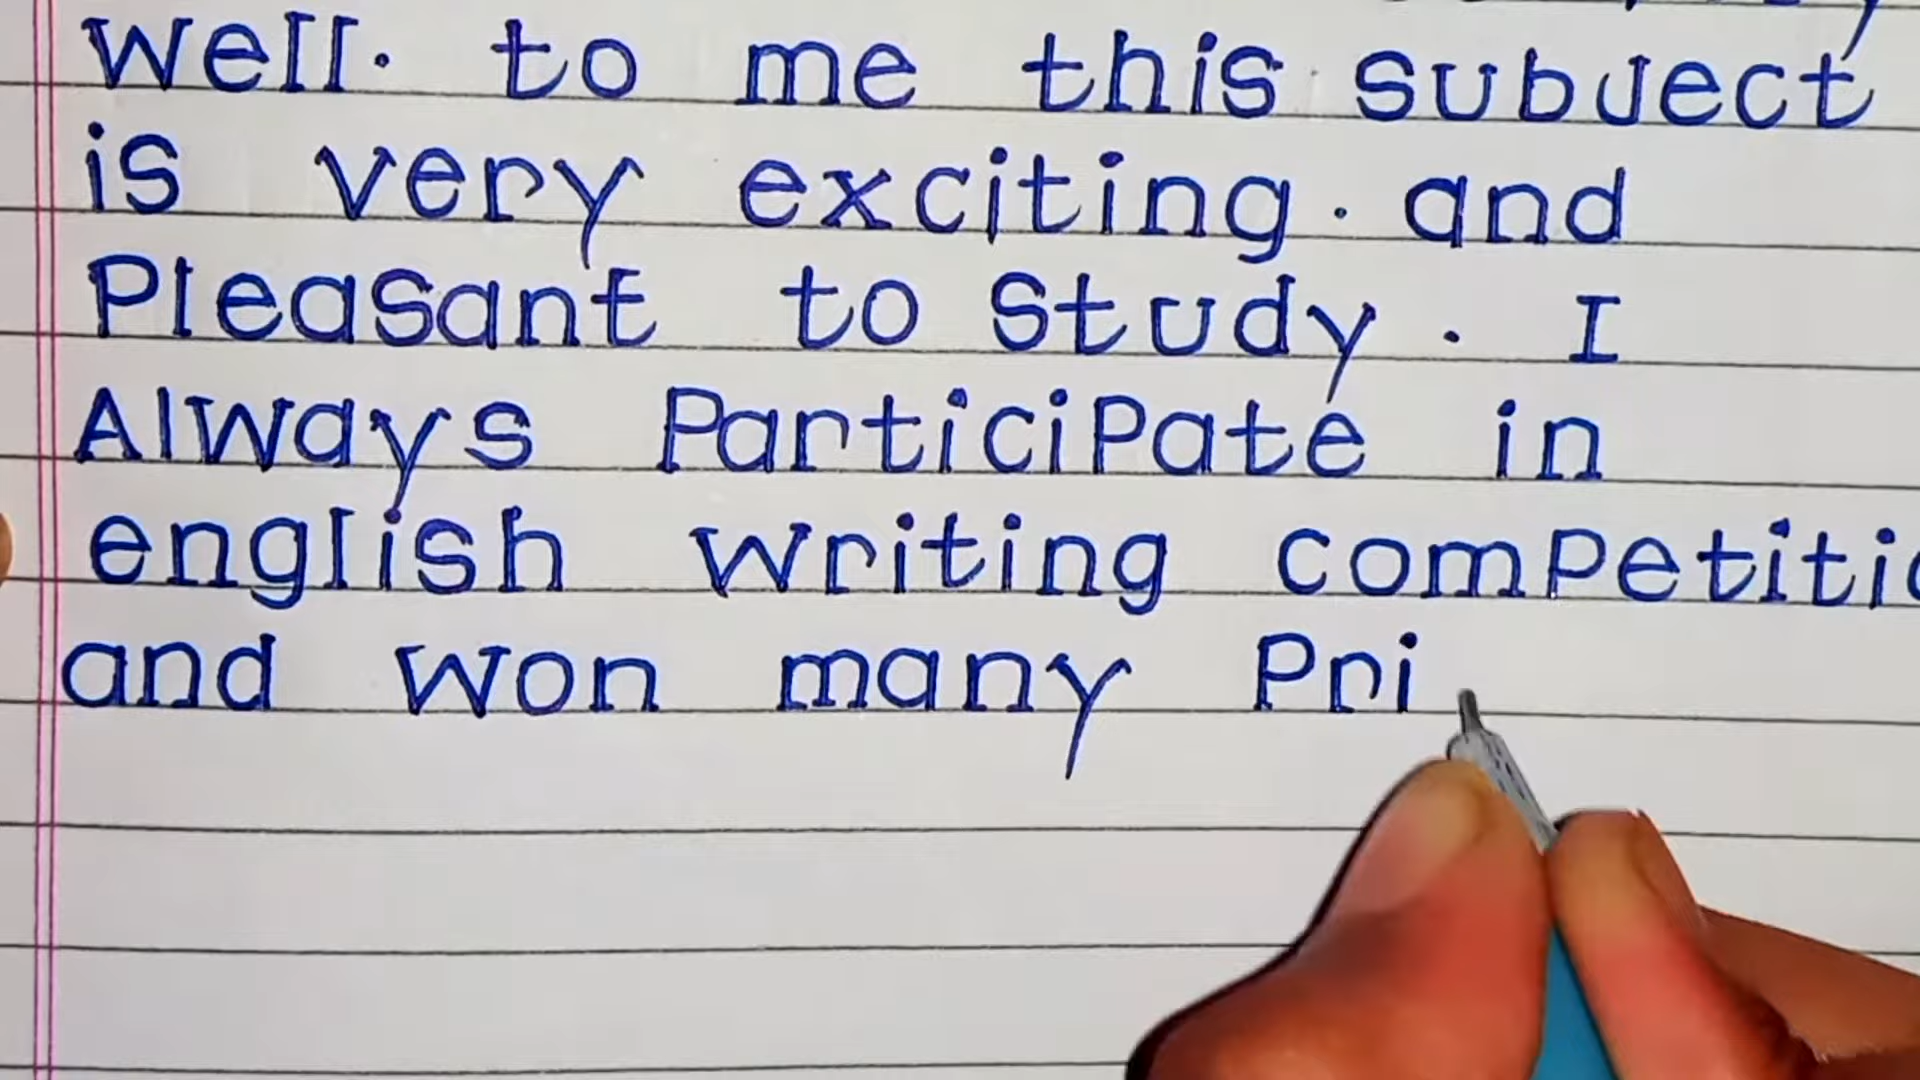 well. to me this subject
is very exciting. and
Pleasant to study. I
Always Participate in
english writing competitio
and won many Pri